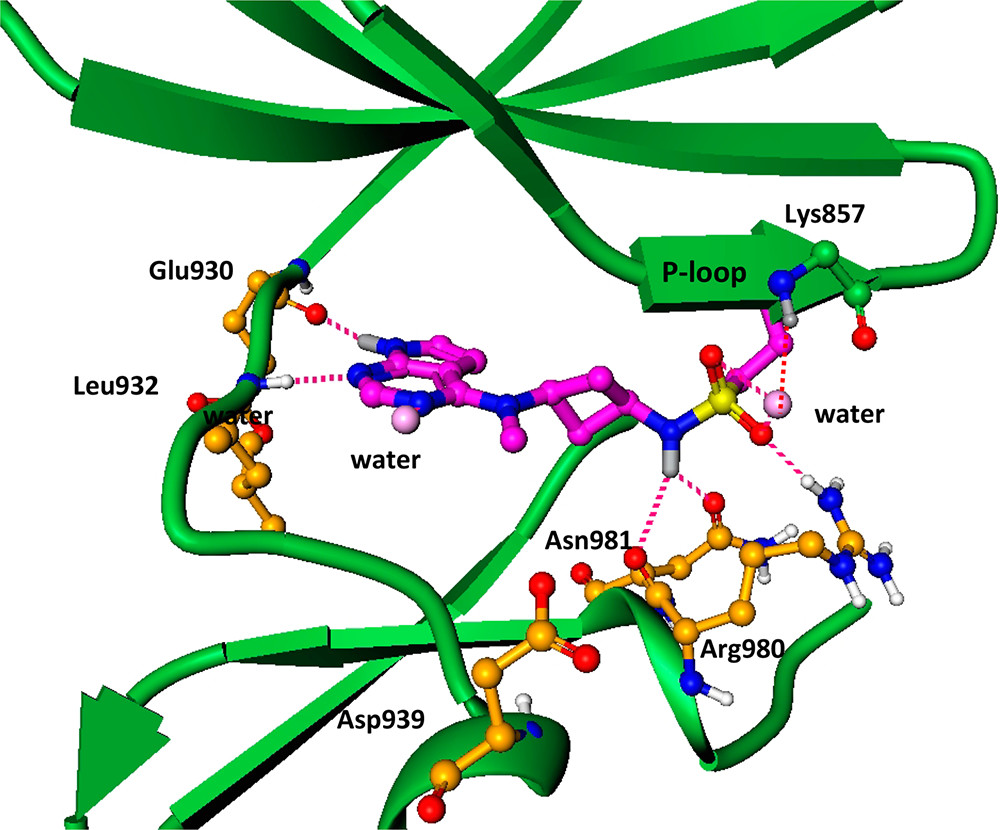 Lys857
Glu930
P-loop
Leu932
water
water
water
Asn981
Arg980
Asp939